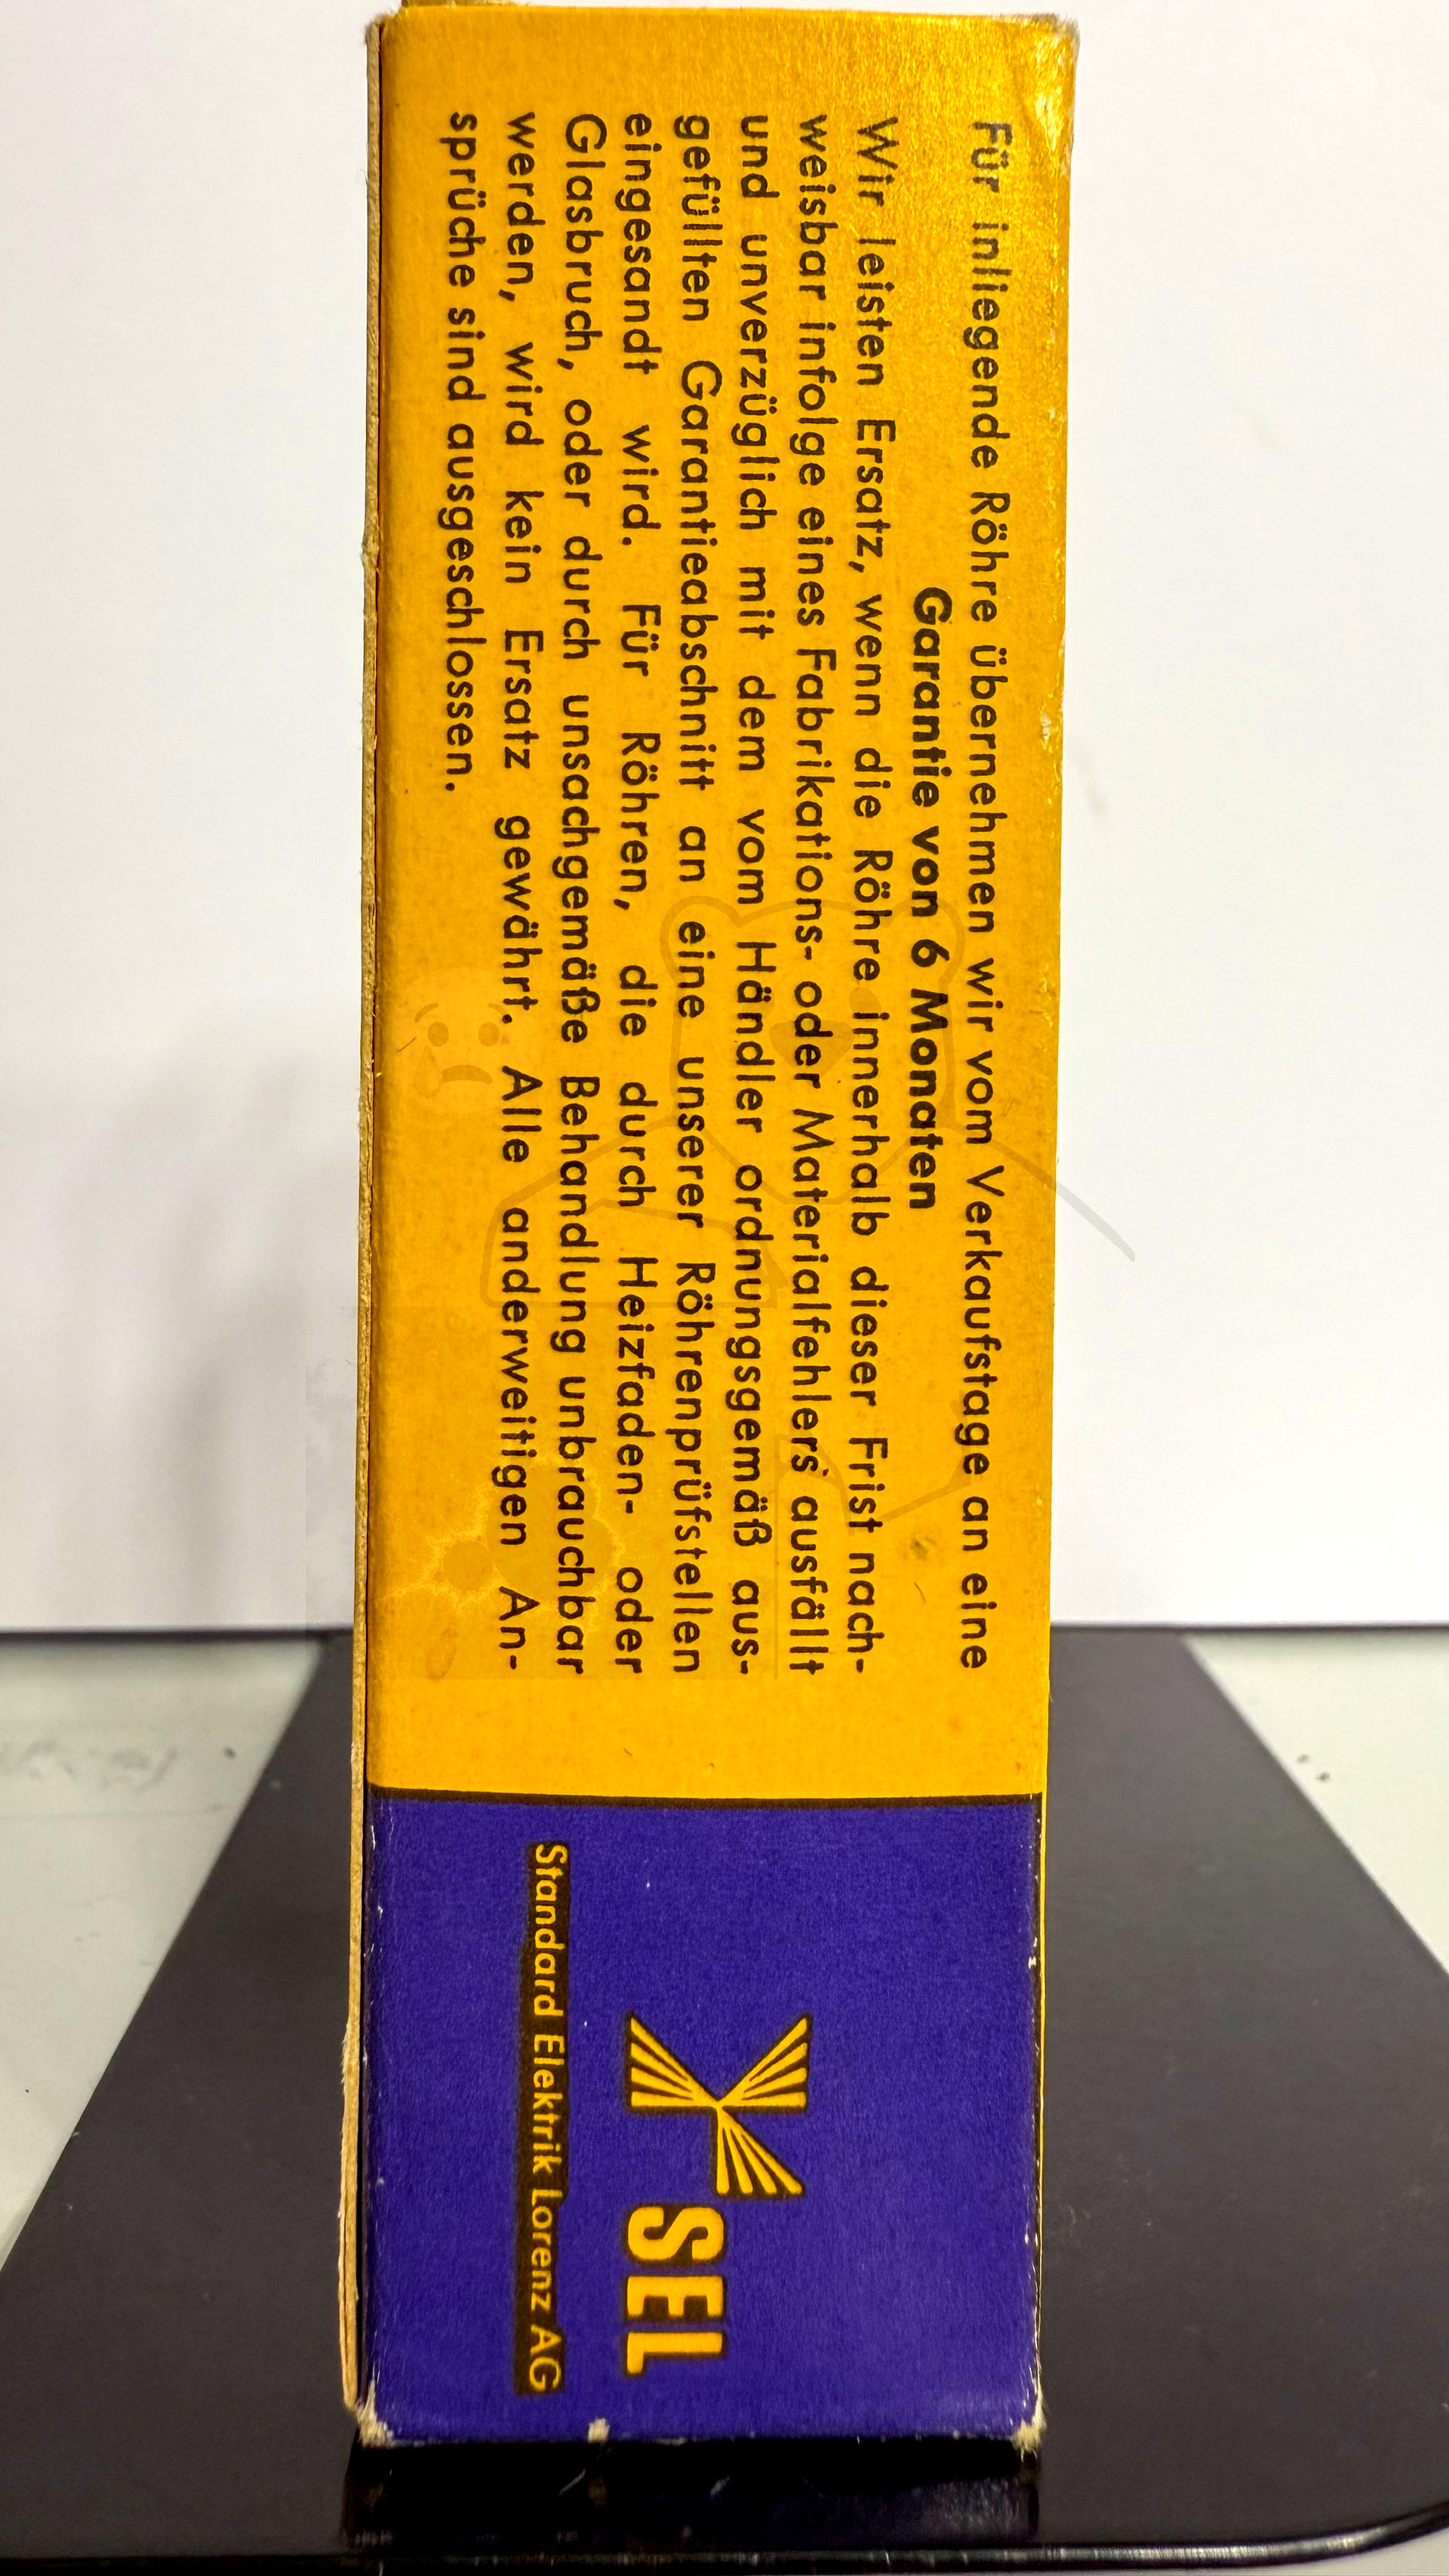 Für inliegende Röhre übernehmen wir vom Verkaufstage an eine
Garantie von 6 Monaten
Wir leisten Ersatz, wenn die Röhre innerhalb dieser Frist nach-
weisbar infolge eines Fabrikations- oder Materialfehlers ausfällt
und unverzüglich mit dem vom Händler ordnungsgemäß aus-
gefüllten Garantieabschnitt an eine unserer Röhrenprüfstellen
eingesandt wird. Für Röhren, die durch Heizfaden- oder
Glasbruch, oder durch unsachgemäße Behandlung unbrauchbar
werden, wird kein Ersatz gewährt. Alle anderweitigen An-
sprüche sind ausgeschlossen.
SEL
Standard Elektrik Lorenz AG